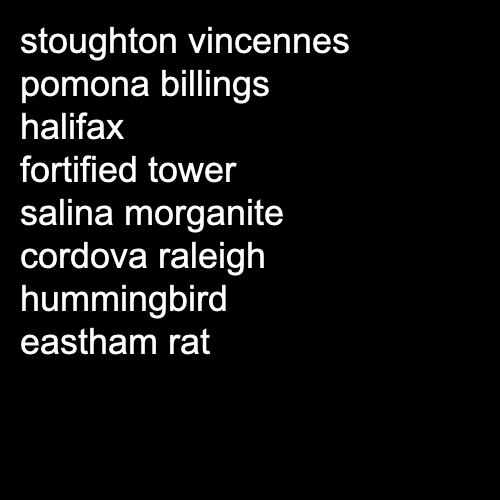 stoughton vincennes
pomona billings
halifax
fortified tower
salina morganite
cordova raleigh
hummingbird
eastham rat